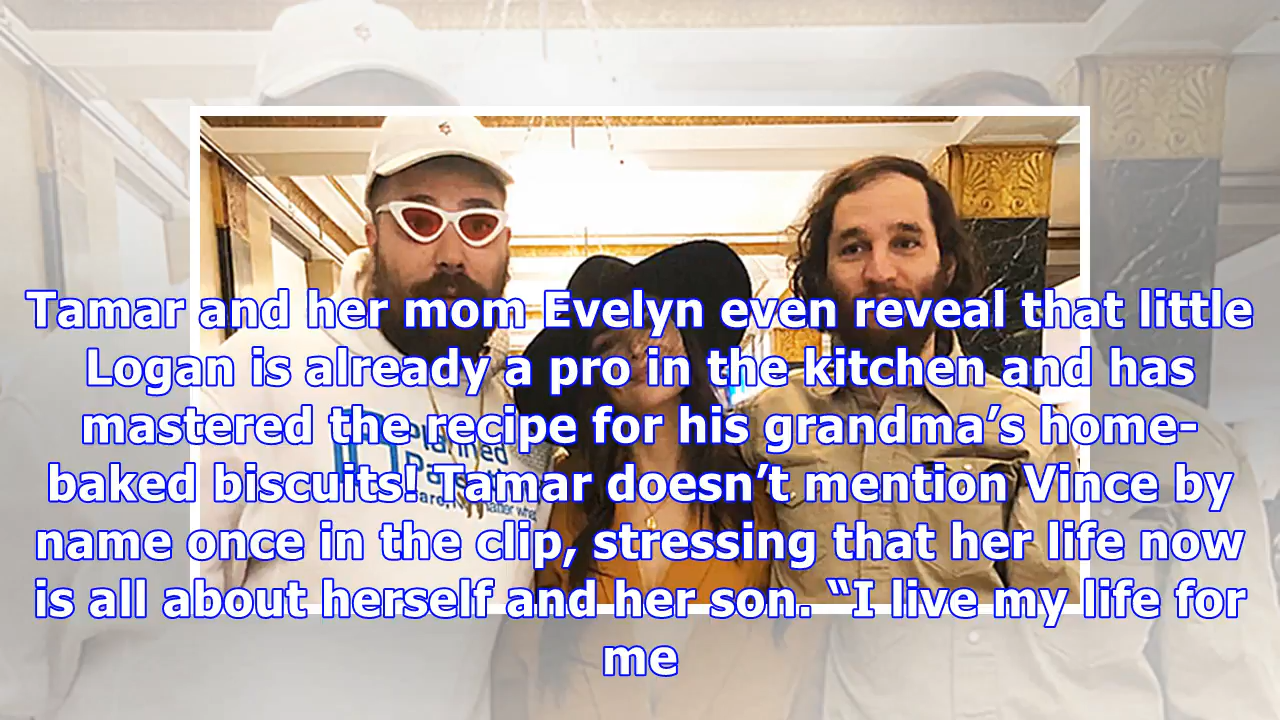 Tamar and her mom Evelyn even reveal that little
Logan is already a pro in the kitchen and has
mastered the recipe for his grandma’s home-
baked biscuits! Tamar doesn’t mention Vince by
name once in the clip, stressing that her life now
is all about herself and her son. “I live my life for
me
Planned